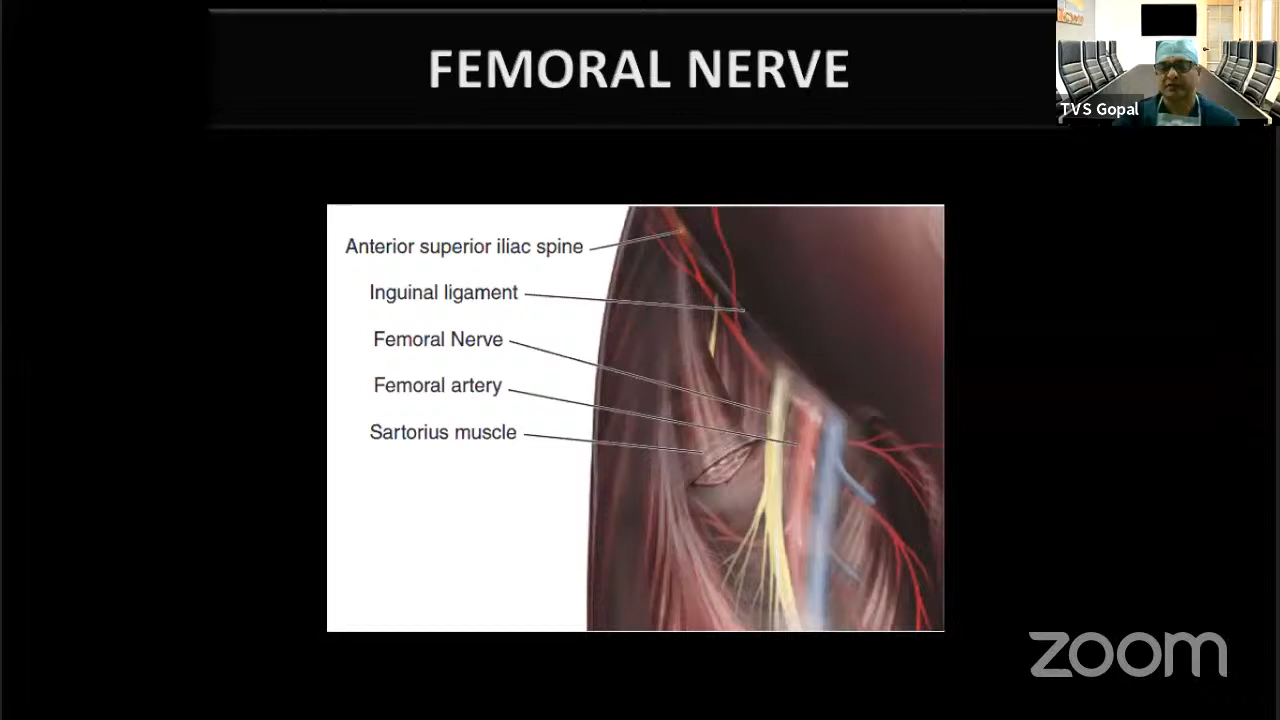 FEMORAL NERVE
TVS Gopal
Anterior superior iliac spine
Inguinal ligament
Femoral Nerve
Femoral artery
Sartorius muscle
zoom